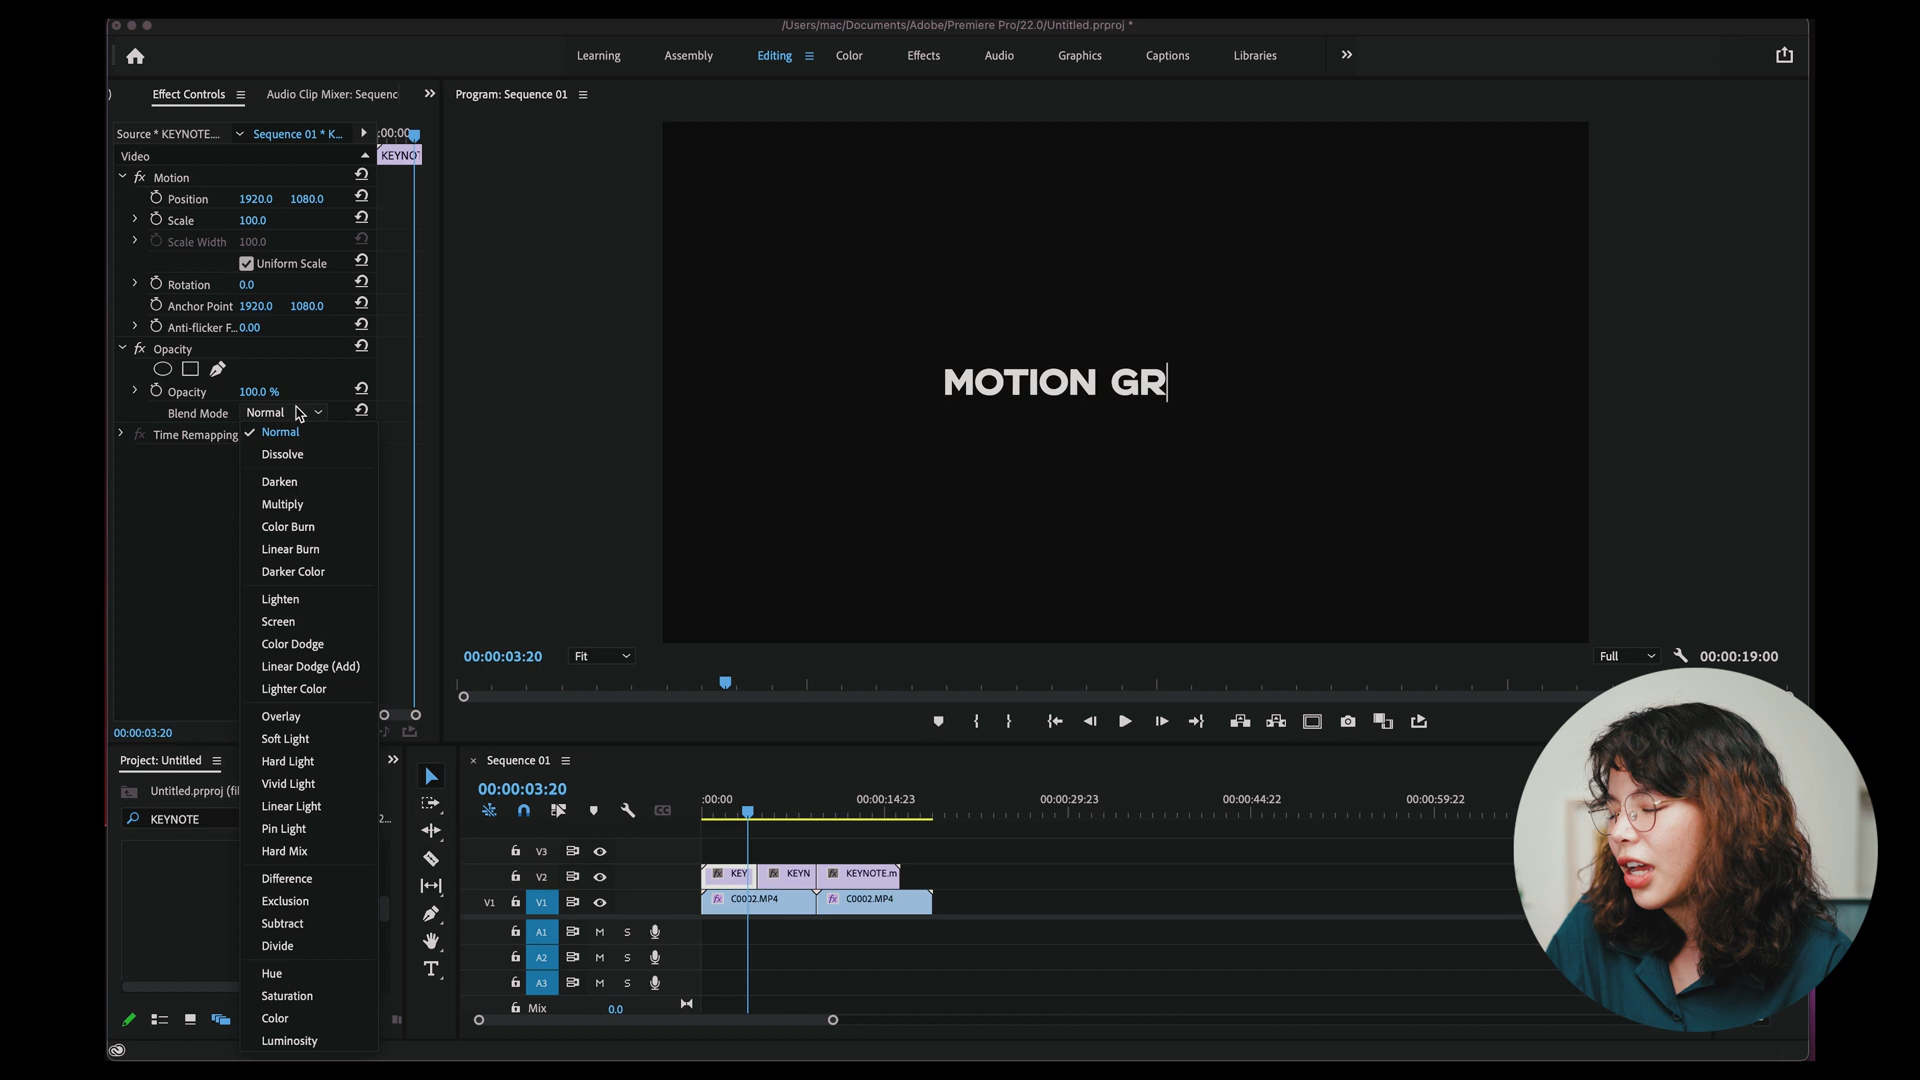 /Users/mac/Documents/Adobe/Premiere Pro/22.0/Untitled.prproj *
Learning Assembly Editing Color Effects Audio Graphics Captions Libraries
Effect Controls Audio Clip Mixer: Sequenc
Program: Sequence 01
Source * KEYNOTE.... Sequence 01 * K... :00:00
Video KEYNO
Motion
Position 1920.0 1080.0
Scale 100.0
Scale Width 100.0
Uniform Scale
Rotation 0.0
Anchor Point 1920.0 1080.0
Anti-flicker F... 0.00
Opacity
Opacity 100.0 %
Blend Mode Normal
Time Remapping
Normal
Dissolve
Darken
Multiply
Color Burn
Linear Burn
Darker Color
Lighten
Screen
Color Dodge
Linear Dodge (Add)
Lighter Color
Overlay
Soft Light
Hard Light
Vivid Light
Linear Light
Pin Light
Hard Mix
Difference
Exclusion
Subtract
Divide
Hue
Saturation
Color
Luminosity
MOTION GR
00:00:03:20 Fit Full 00:00:19:00
00:00:03:20
Project: Untitled
Untitled.prproj (fil
KEYNOTE 2...
Sequence 01
00:00:03:20
:00:00 00:00:14:23 00:00:29:23 00:00:44:22 00:00:59:22
V3
V2 fx KEY fx KEYN fx KEYNOTE.m
V1 V1 fx C0002.MP4 fx C0002.MP4
A1 M S
A2 M S
A3 M S
Mix 0.0